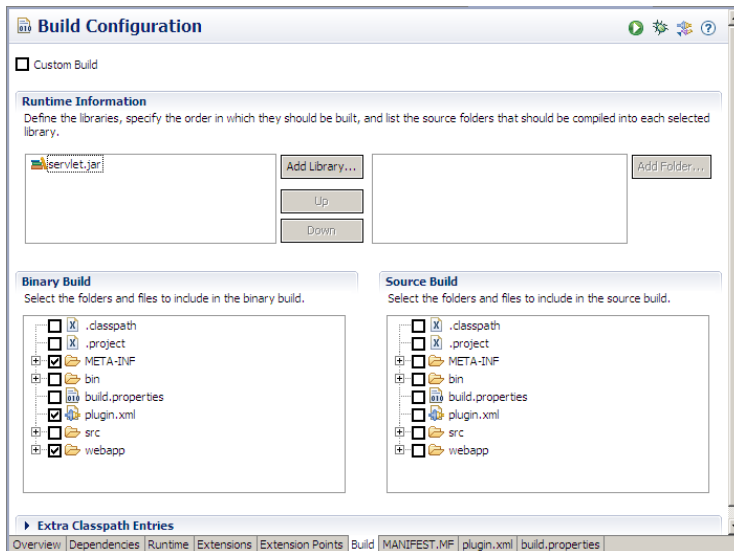 Build Configuration
Custom Build
Runtime Information
Define the libraries, specify the order in which they should be built, and list the source folders that should be compiled into each selected
library.
servlet.jar
Add Library...
Add Folder...
Up
Down
Binary Build
Select the folders and files to include in the binary build.
.classpath
.project
META-INF
bin
build.properties
plugin.xml
src
webapp
Source Build
Select the folders and files to include in the source build.
.classpath
.project
META-INF
bin
build.properties
plugin.xml
src
webapp
Extra Classpath Entries
Overview Dependencies Runtime Extensions Extension Points Build MANIFEST.MF plugin.xml build.properties